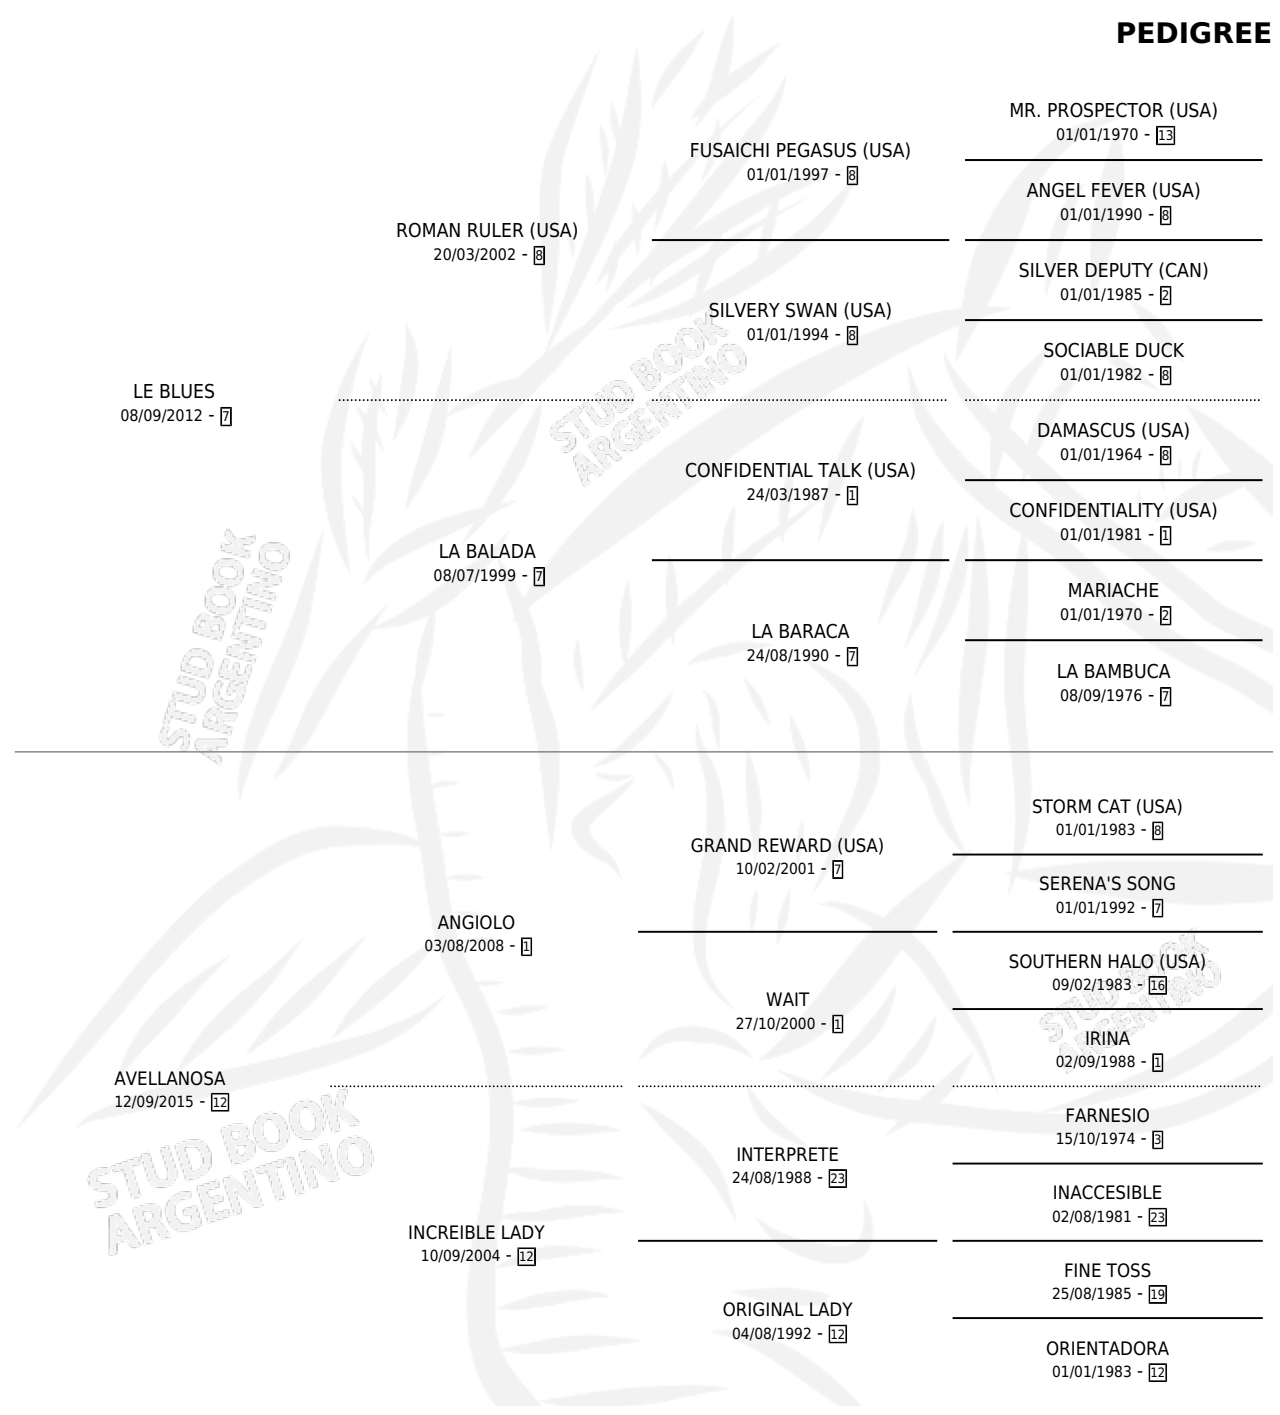 PEDIGREE
MR. PROSPECTOR (USA)
01/01/1970 - 13
FUSAICHI PEGASUS (USA)
01/01/1997 - 8
ANGEL FEVER (USA)
01/01/1990 - 8
ROMAN RULER (USA)
20/03/2002 - 8
SILVER DEPUTY (CAN)
01/01/1985 - 2
SILVERY SWAN (USA)
01/01/1994 - 8
SOCIABLE DUCK
01/01/1982 - 8
LE BLUES
08/09/2012 - 7
DAMASCUS (USA)
01/01/1964 - 8
CONFIDENTIAL TALK (USA)
24/03/1987 - 1
CONFIDENTIALITY (USA)
01/01/1981 - 1
LA BALADA
08/07/1999 - 7
MARIACHE
01/01/1970 - 2
LA BARACA
24/08/1990 - 7
LA BAMBUCA
08/09/1976 - 7
STUD BOOK
ARGENTINO
STUD BOOK
ARGENTINO
STORM CAT (USA)
01/01/1983 - 8
GRAND REWARD (USA)
10/02/2001 - 7
SERENA'S SONG
01/01/1992 - 7
ANGIOLO
03/08/2008 - 1
SOUTHERN HALO (USA)
09/02/1983 - 16
WAIT
27/10/2000 - 1
IRINA
02/09/1988 - 1
AVELLANOSA
12/09/2015 - 12
FARNESIO
15/10/1974 - 3
INTERPRETE
24/08/1988 - 23
INACCESIBLE
02/08/1981 - 23
INCREIBLE LADY
10/09/2004 - 12
FINE TOSS
25/08/1985 - 19
ORIGINAL LADY
04/08/1992 - 12
ORIENTADORA
01/01/1983 - 12
STUD BOOK
ARGENTINO
STUD BOOK
ARGENTINO